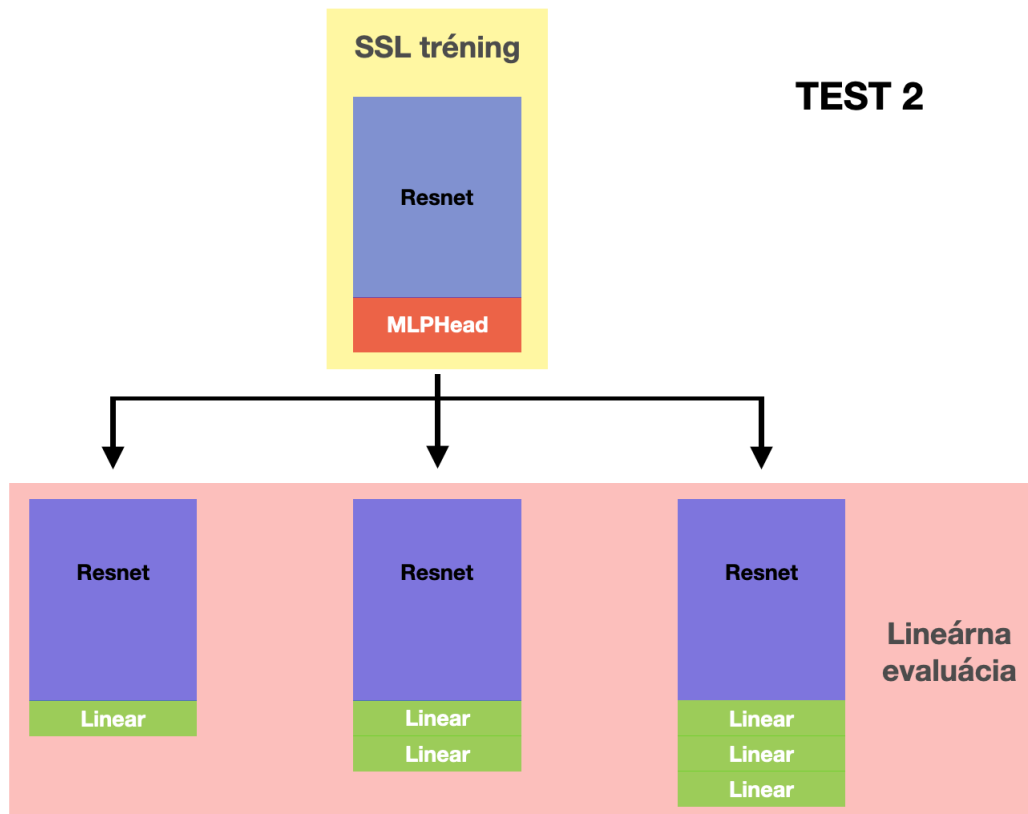 SSL tréning
TEST 2
Resnet
MLPHead
Resnet
Linear
Resnet
Linear
Linear
Resnet
Linear
Linear
Linear
Lineárna
evaluácia